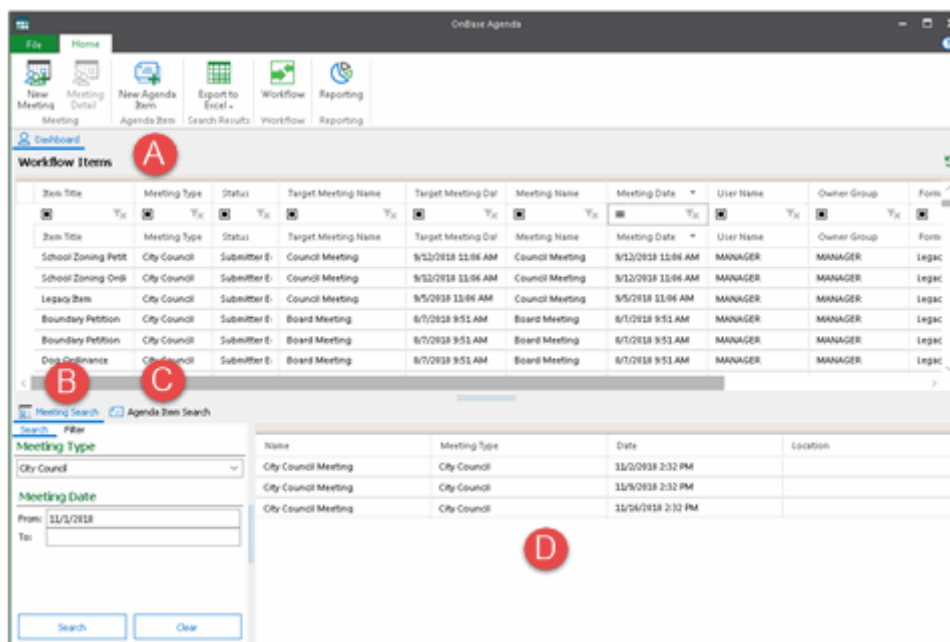 OnBase Agenda
File Home
New Meeting Meeting Detail New Agenda Item Export to Excel Workflow Reporting
Meeting Agenda Item Search Results Workflow Reporting
Dashboard
A
Workflow Items
Item Title Meeting Type Status Target Meeting Name Target Meeting Dat Meeting Name Meeting Date User Name Owner Group Form
Item Title Meeting Type Status Target Meeting Name Target Meeting Dat Meeting Name Meeting Date User Name Owner Group Form
School Zoning Petit City Council Submitter E Council Meeting 9/12/2018 11:06 AM Council Meeting 9/12/2018 11:06 AM MANAGER MANAGER Legac
School Zoning Ordi City Council Submitter E Council Meeting 9/12/2018 11:06 AM Council Meeting 9/12/2018 11:06 AM MANAGER MANAGER Legac
Legacy Item City Council Submitter E Council Meeting 9/5/2018 11:06 AM Council Meeting 9/5/2018 11:06 AM MANAGER MANAGER Legac
Boundary Petition City Council Submitter E Board Meeting 8/7/2018 9:51 AM Board Meeting 8/7/2018 9:51 AM MANAGER MANAGER Legac
Boundary Petition City Council Submitter E Board Meeting 8/7/2018 9:51 AM Board Meeting 8/7/2018 9:51 AM MANAGER MANAGER Legac
Dog Ordinance City Council Submitter E Board Meeting 8/7/2018 9:51 AM Board Meeting 8/7/2018 9:51 AM MANAGER MANAGER Legac
B C
Meeting Search Agenda Item Search
Search Filter
Meeting Type
City Council
Meeting Date
From: 11/1/2018
To:
Search Clear
Name Meeting Type Date Location
City Council Meeting City Council 11/2/2018 2:32 PM
City Council Meeting City Council 11/9/2018 2:32 PM
City Council Meeting City Council 11/16/2018 2:32 PM
D